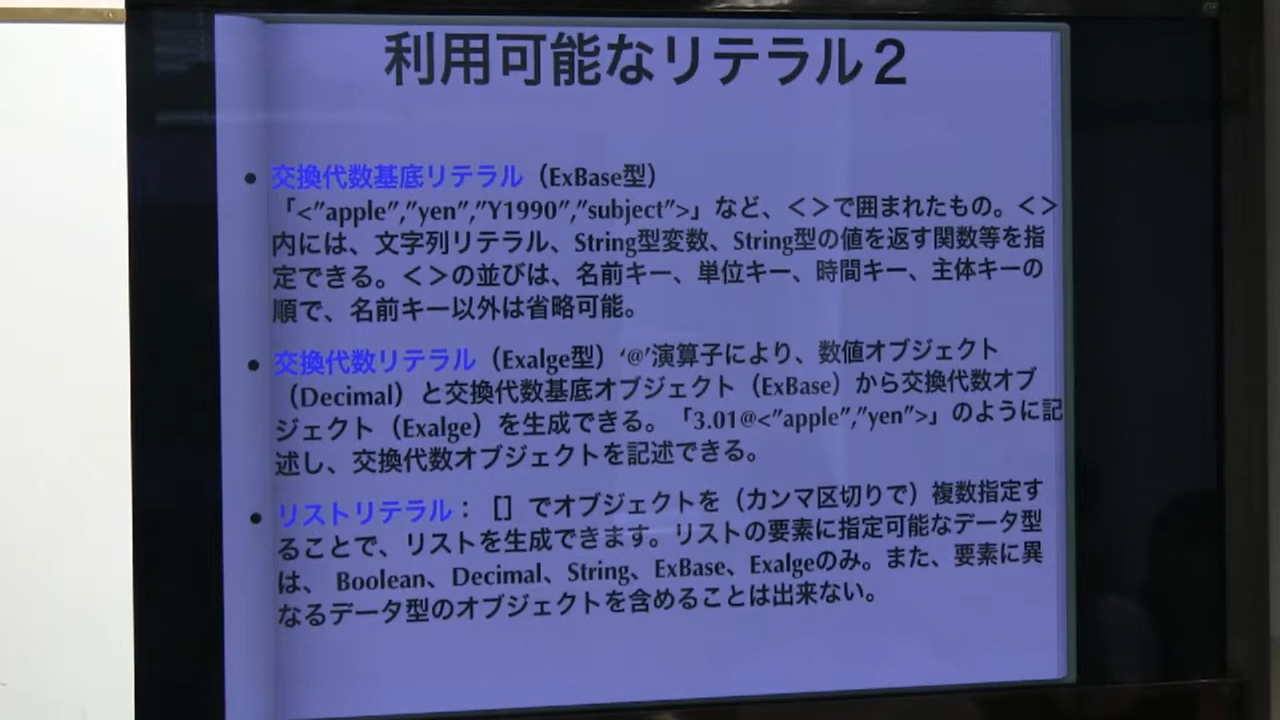 利用可能なリテラル２
• 交換代数基底リテラル（ExBase型）
「<"apple","yen","Y1990","subject">」など、＜＞で囲まれたもの。＜＞
内には、文字列リテラル、String型変数、String型の値を返す関数等を指
定できる。＜＞の並びは、名前キー、単位キー、時間キー、主体キーの
順で、名前キー以外は省略可能。
• 交換代数リテラル（Exalge型）‘@’演算子により、数値オブジェクト
（Decimal）と交換代数基底オブジェクト（ExBase）から交換代数オブ
ジェクト（Exalge）を生成できる。「3.01@<"apple","yen">」のように記
述し、交換代数オブジェクトを記述できる。
• リストリテラル：［］でオブジェクトを（カンマ区切りで）複数指定す
ることで、リストを生成できます。リストの要素に指定可能なデータ型
は、 Boolean、Decimal、String、ExBase、Exalgeのみ。また、要素に異
なるデータ型のオブジェクトを含めることは出来ない。